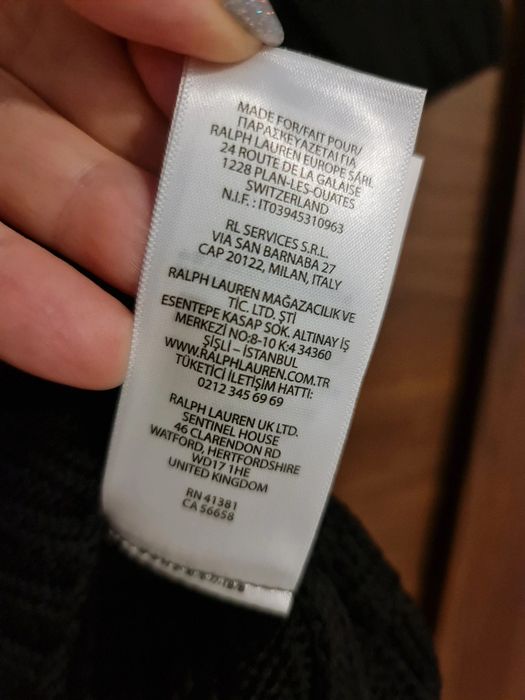 MADE FOR/FAIT POUR/
ΠΑΡΑΣΚΕΥΑΖΕΤΑΙ ΓΙΑ
RALPH LAUREN EUROPE SÀRL
24 ROUTE DE LA GALAISE
1228 PLAN-LES-OUATES
SWITZERLAND
N.I.F.: IT03945310963
RL SERVICES S.R.L.
VIA SAN BARNABA 27
CAP 20122, MILAN, ITALY
RALPH LAUREN MAĞAZACILIK VE
TİC. LTD. ŞTİ
ESENTEPE KASAP SOK. ALTINAY İŞ
MERKEZİ NO:8-10 K:4 34360
ŞİŞLİ – İSTANBUL
WWW.RALPHLAUREN.COM.TR
TÜKETİCİ İLETİŞİM HATTI:
0212 345 69 69
RALPH LAUREN UK LTD.
SENTINEL HOUSE
46 CLARENDON RD
WATFORD, HERTFORDSHIRE
WD17 1HE
UNITED KINGDOM
RN 41381
CA 56658